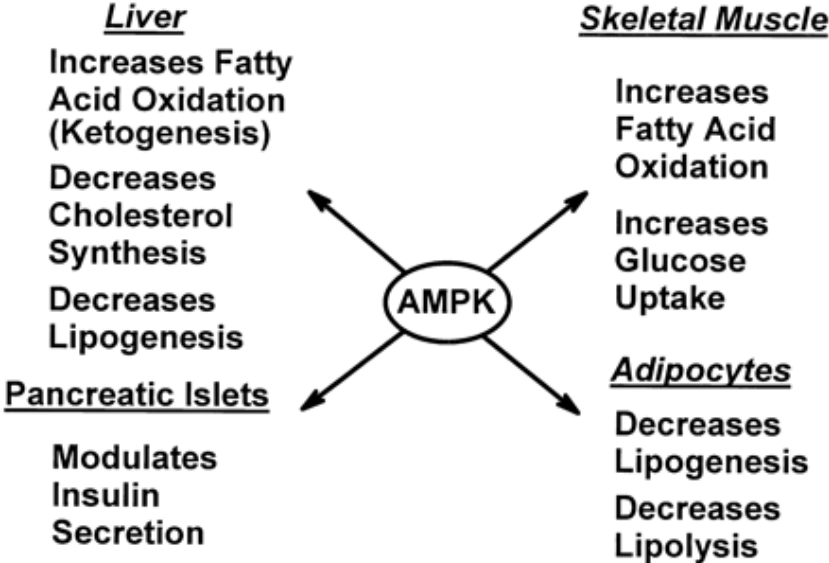 Liver
Increases Fatty
Acid Oxidation
(Ketogenesis)
Decreases
Cholesterol
Synthesis
Decreases
Lipogenesis
Pancreatic Islets
Modulates
Insulin
Secretion
AMPK
Skeletal Muscle
Increases
Fatty Acid
Oxidation
Increases
Glucose
Uptake
Adipocytes
Decreases
Lipogenesis
Decreases
Lipolysis